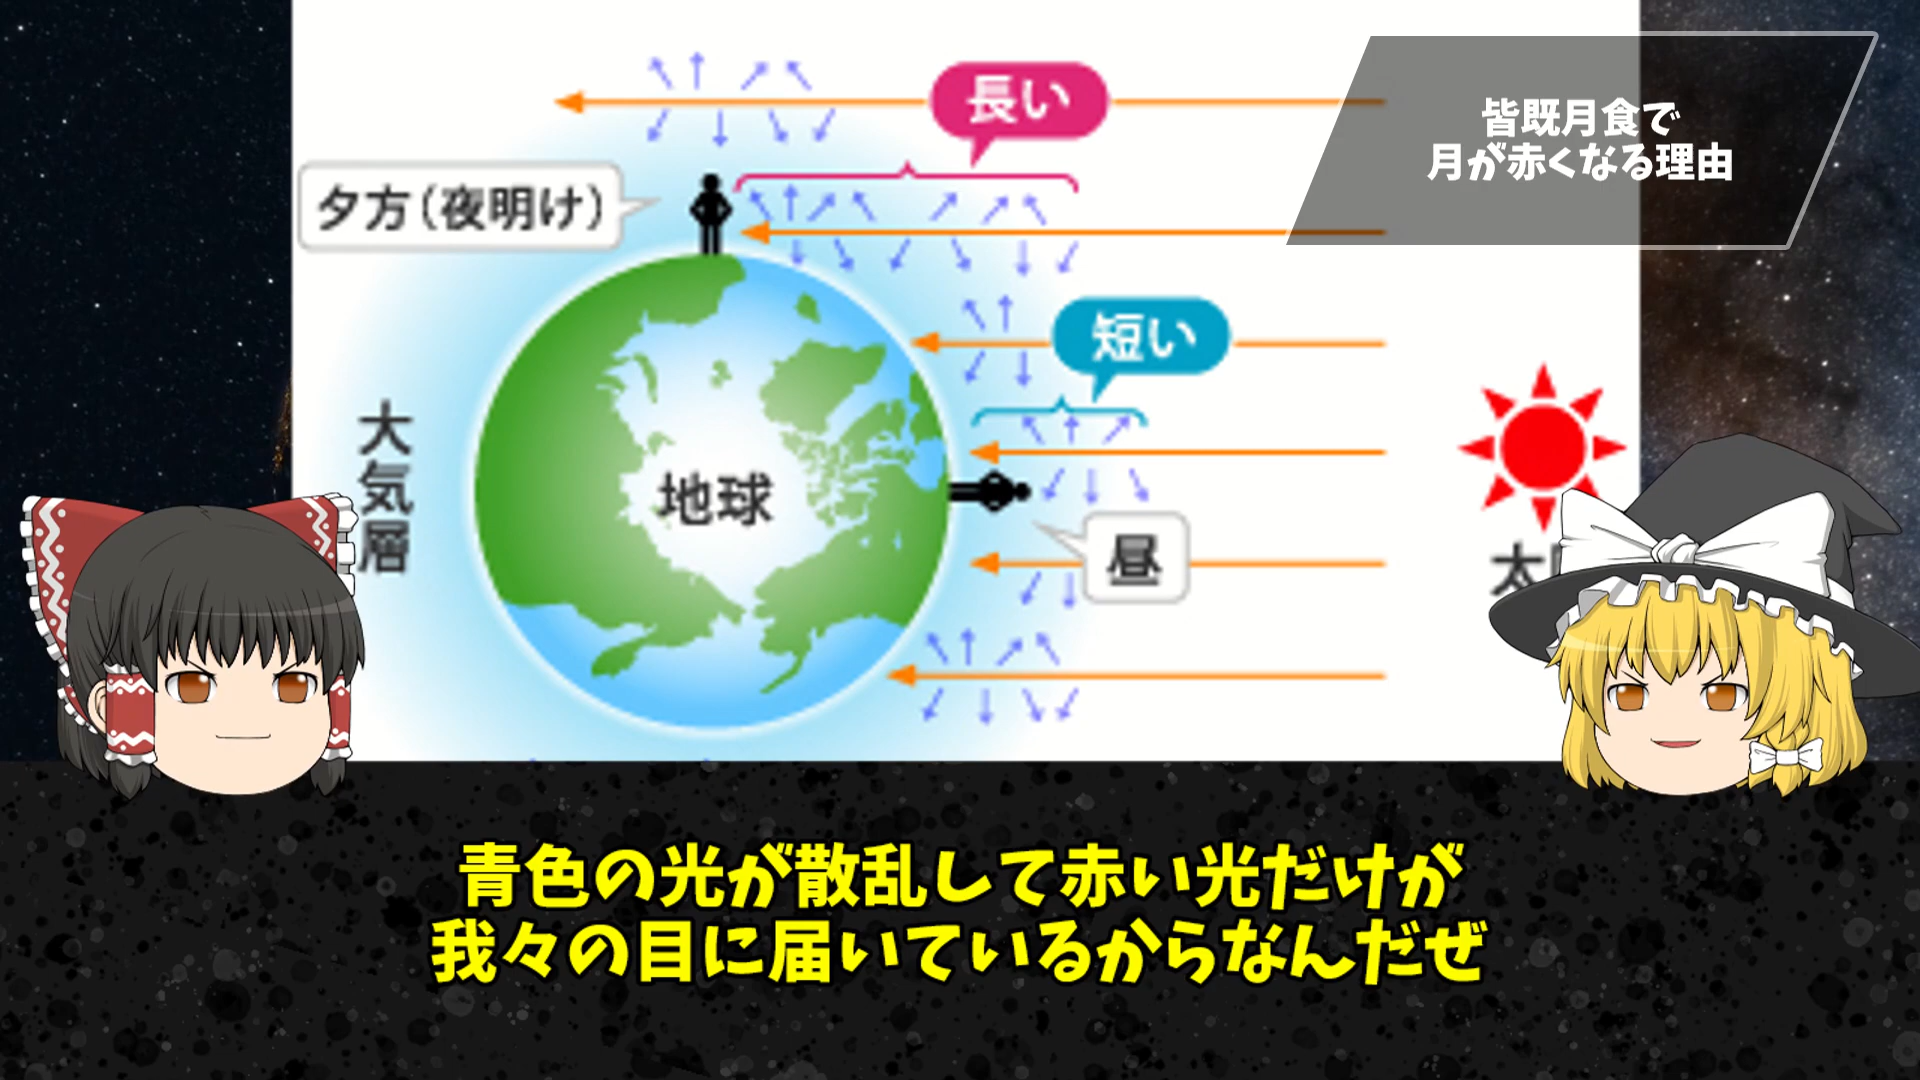 長い
皆既月食で
月が赤くなる理由
夕方(夜明け)
短い
大気層
地球
昼
太
青色の光が散乱して赤い光だけが
我々の目に届いているからなんだぜ